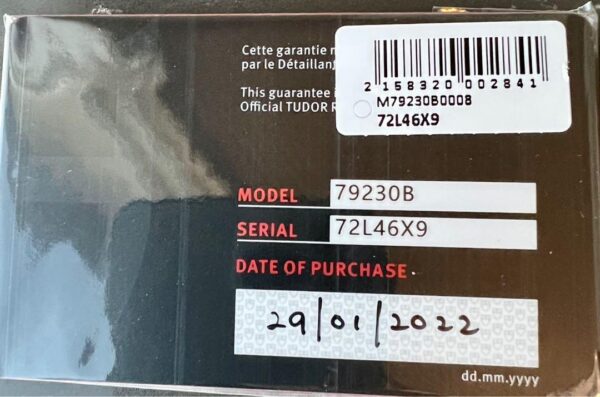 Cette garantie
par le Détaillan
2 158320 002841
M79230B0008
72L46X9
This guarantee
Official TUDOR
MODEL 79230B
SERIAL 72L46X9
DATE OF PURCHASE
29/01/2022
dd.mm.yyyy